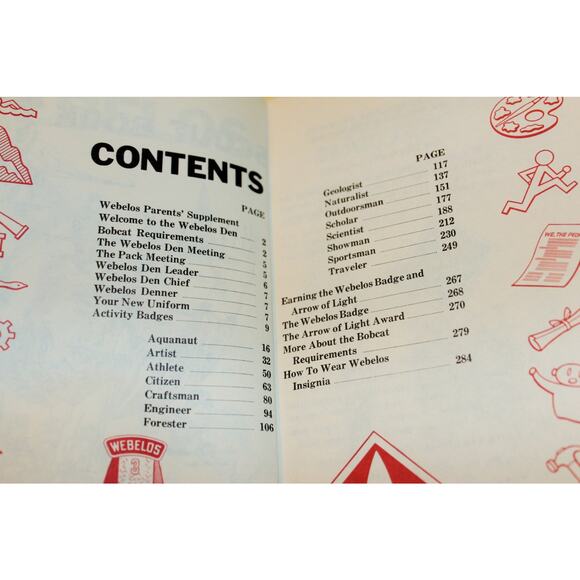 CONTENTS
PAGE
Webelos Parents' Supplement
Welcome to the Webelos Den 2
Bobcat Requirements 2
The Webelos Den Meeting 5
The Pack Meeting 5
Webelos Den Leader 6
Webelos Den Chief 7
Webelos Denner 7
Your New Uniform 7
Activity Badges 9
Aquanaut 16
Artist 32
Athlete 50
Citizen 63
Craftsman 80
Engineer 94
Forester 106
WEBELOS
PAGE
Geologist 117
Naturalist 137
Outdoorsman 151
Scholar 177
Scientist 188
Showman 212
Sportsman 230
Traveler 249
Earning the Webelos Badge and
Arrow of Light 267
The Webelos Badge 268
The Arrow of Light Award 270
More About the Bobcat
Requirements 279
How To Wear Webelos
Insignia 284
WE, THE PEO